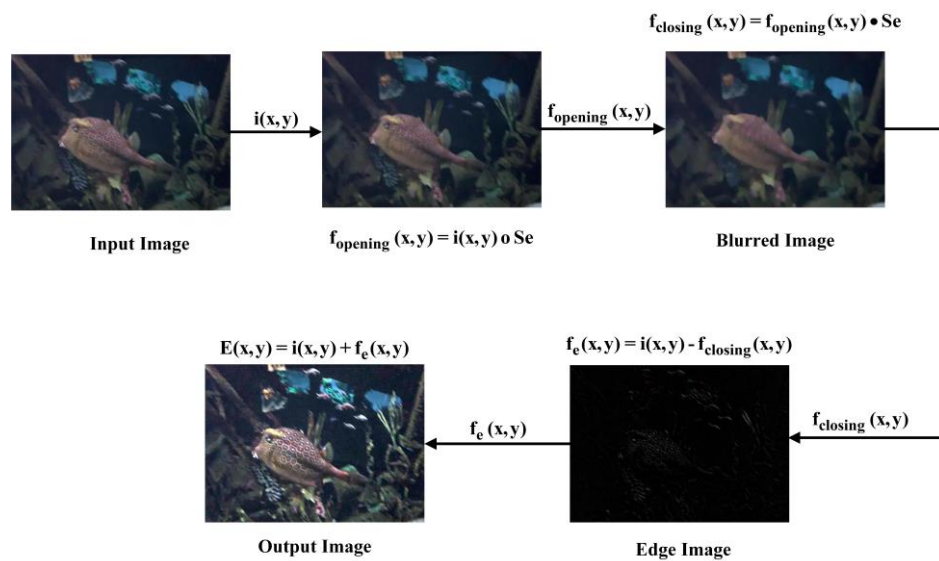 f_closing (x,y) = f_opening (x,y) • Se
i(x,y)
f_opening (x,y)
Input Image
f_opening (x,y) = i(x,y) o Se
Blurred Image
E(x,y) = i(x,y) + f_e (x,y)
f_e (x,y) = i(x,y) - f_closing (x,y)
f_e (x,y)
f_closing (x,y)
Output Image
Edge Image